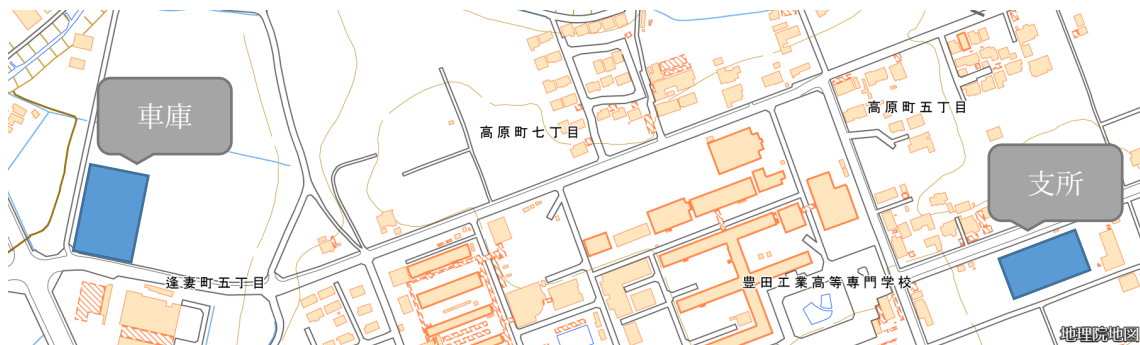 車庫
高原町七丁目
高原町五丁目
支所
逢妻町五丁目
豊田工業高等専門学校
地理院地図